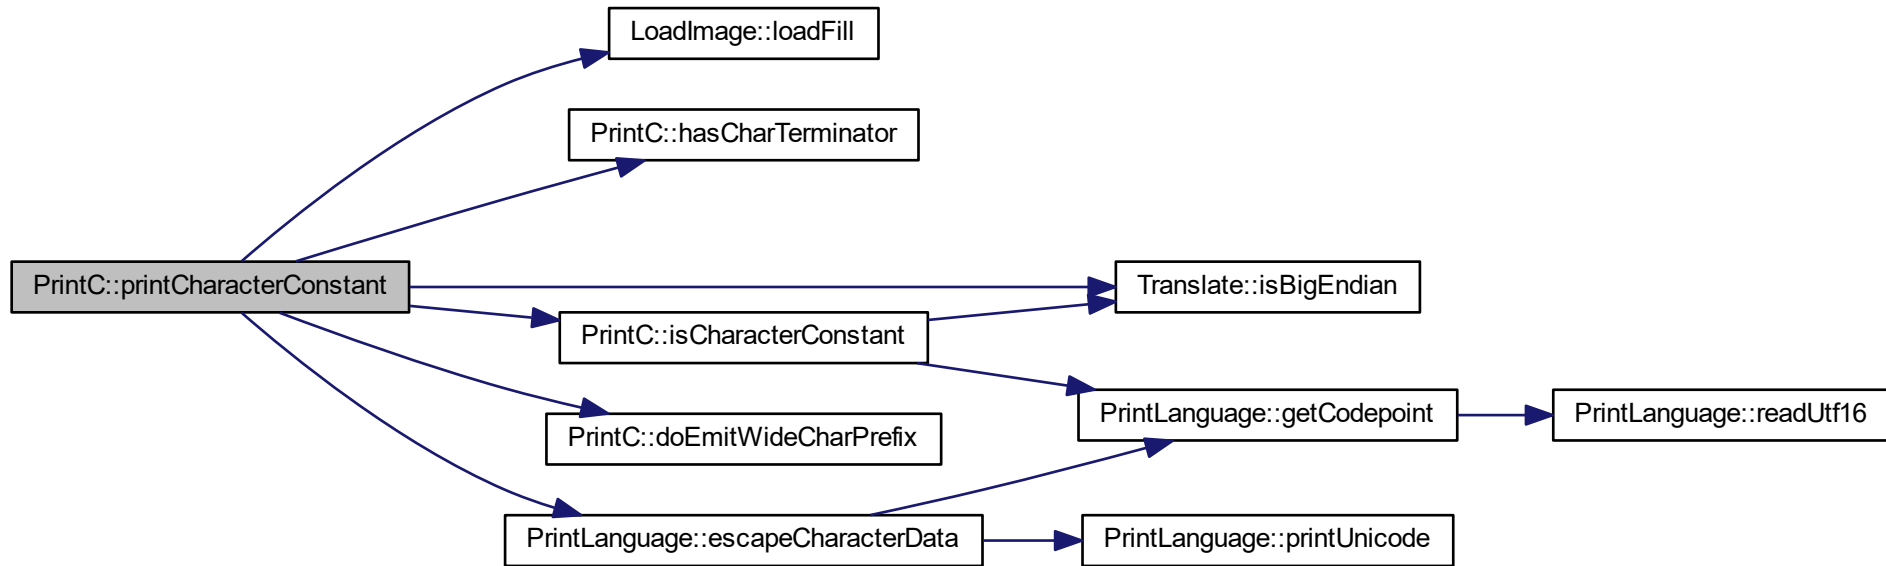 LoadImage::loadFill
PrintC::hasCharTerminator
PrintC::printCharacterConstant
Translate::isBigEndian
PrintC::isCharacterConstant
PrintLanguage::getCodepoint
PrintLanguage::readUtf16
PrintC::doEmitWideCharPrefix
PrintLanguage::escapeCharacterData
PrintLanguage::printUnicode